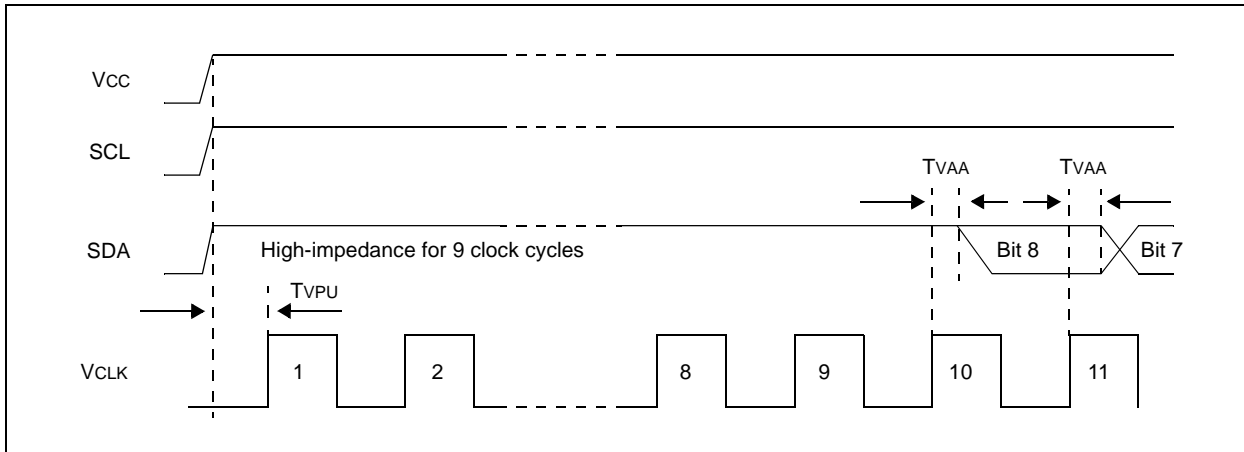 VCC
SCL
TVAA TVAA
SDA
High-impedance for 9 clock cycles
Bit 8
Bit 7
TVPU
VCLK
1
2
8
9
10
11